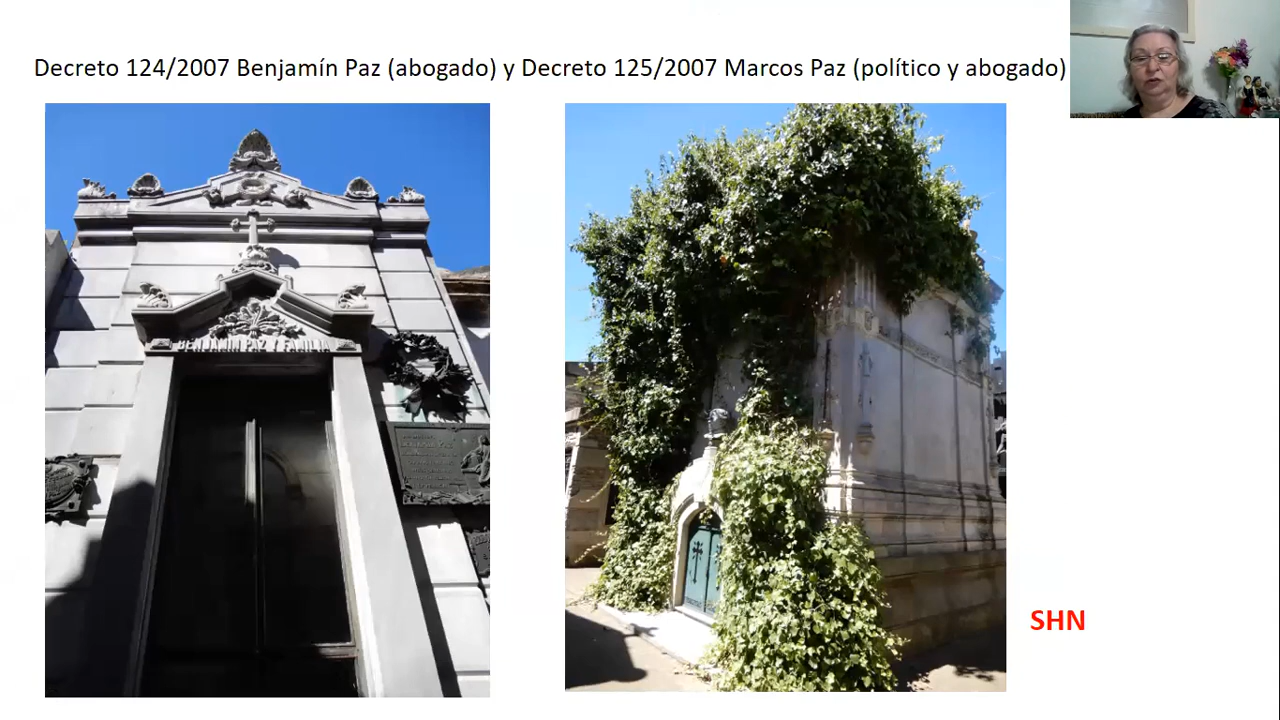 Decreto 124/2007 Benjamín Paz (abogado) y Decreto 125/2007 Marcos Paz (político y abogado)
BENJAMIN PAZ Y FAMILIA
SHN